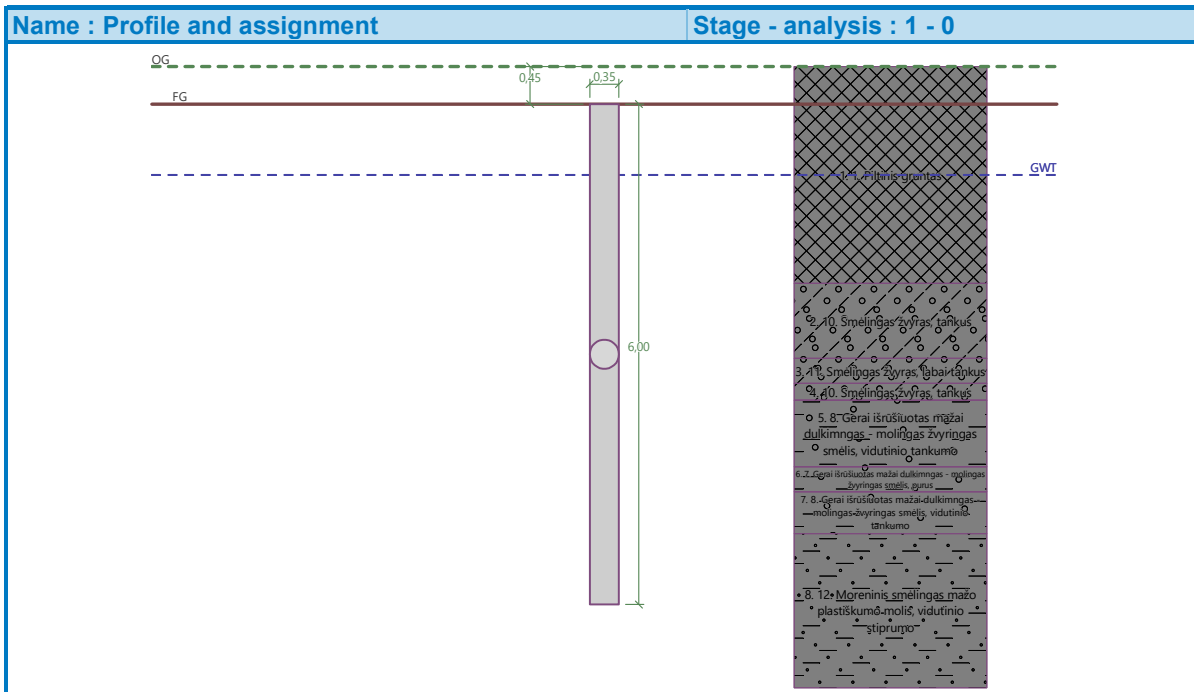 Name : Profile and assignment
Stage - analysis : 1 - 0
OG
0,45
0,35
FG
GWT
1. 1. Piltinis gruntas
2. 10. Smėlingas žvyras, tankus
6,00
3. 11. Smėlingas žvyras, labai tankus
4. 10. Smėlingas žvyras, tankus
5. 8. Gerai išrūšiuotas mažai
dulkimngas - molingas žvyringas
smėlis, vidutinio tankumo
6. 7. Gerai išrūšiuotas mažai dulkimngas - molingas
žvyringas smėlis, purus
7. 8. Gerai išrūšiuotas mažai dulkimngas -
molingas žvyringas smėlis, vidutinio
tankumo
8. 12. Moreninis smėlingas mažo
plastiškumo molis, vidutinio
stiprumo